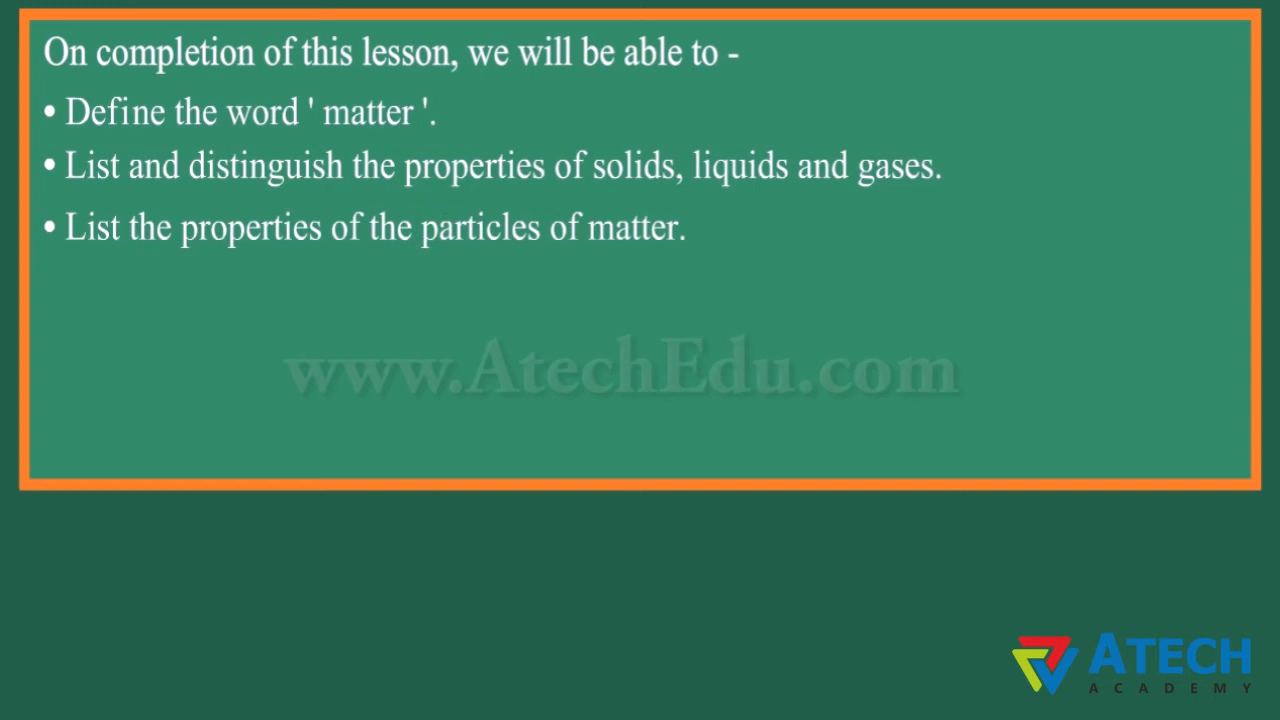 On completion of this lesson, we will be able to -
• Define the word ' matter '.
• List and distinguish the properties of solids, liquids and gases.
• List the properties of the particles of matter.
www.AtechEdu.com
ATECH
ACADEMY